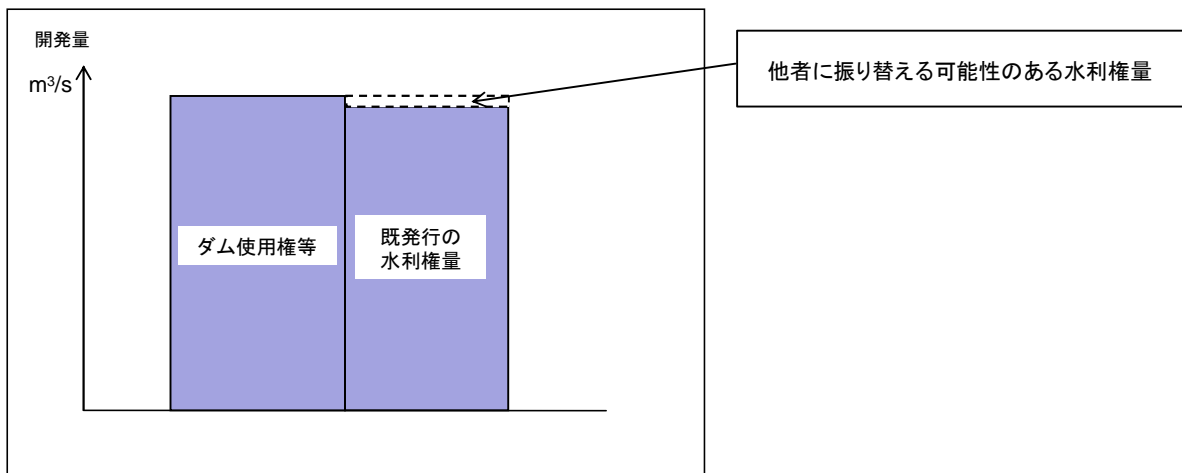 開発量
m³/s
他者に振り替える可能性のある水利権量
ダム使用権等
既発行の
水利権量